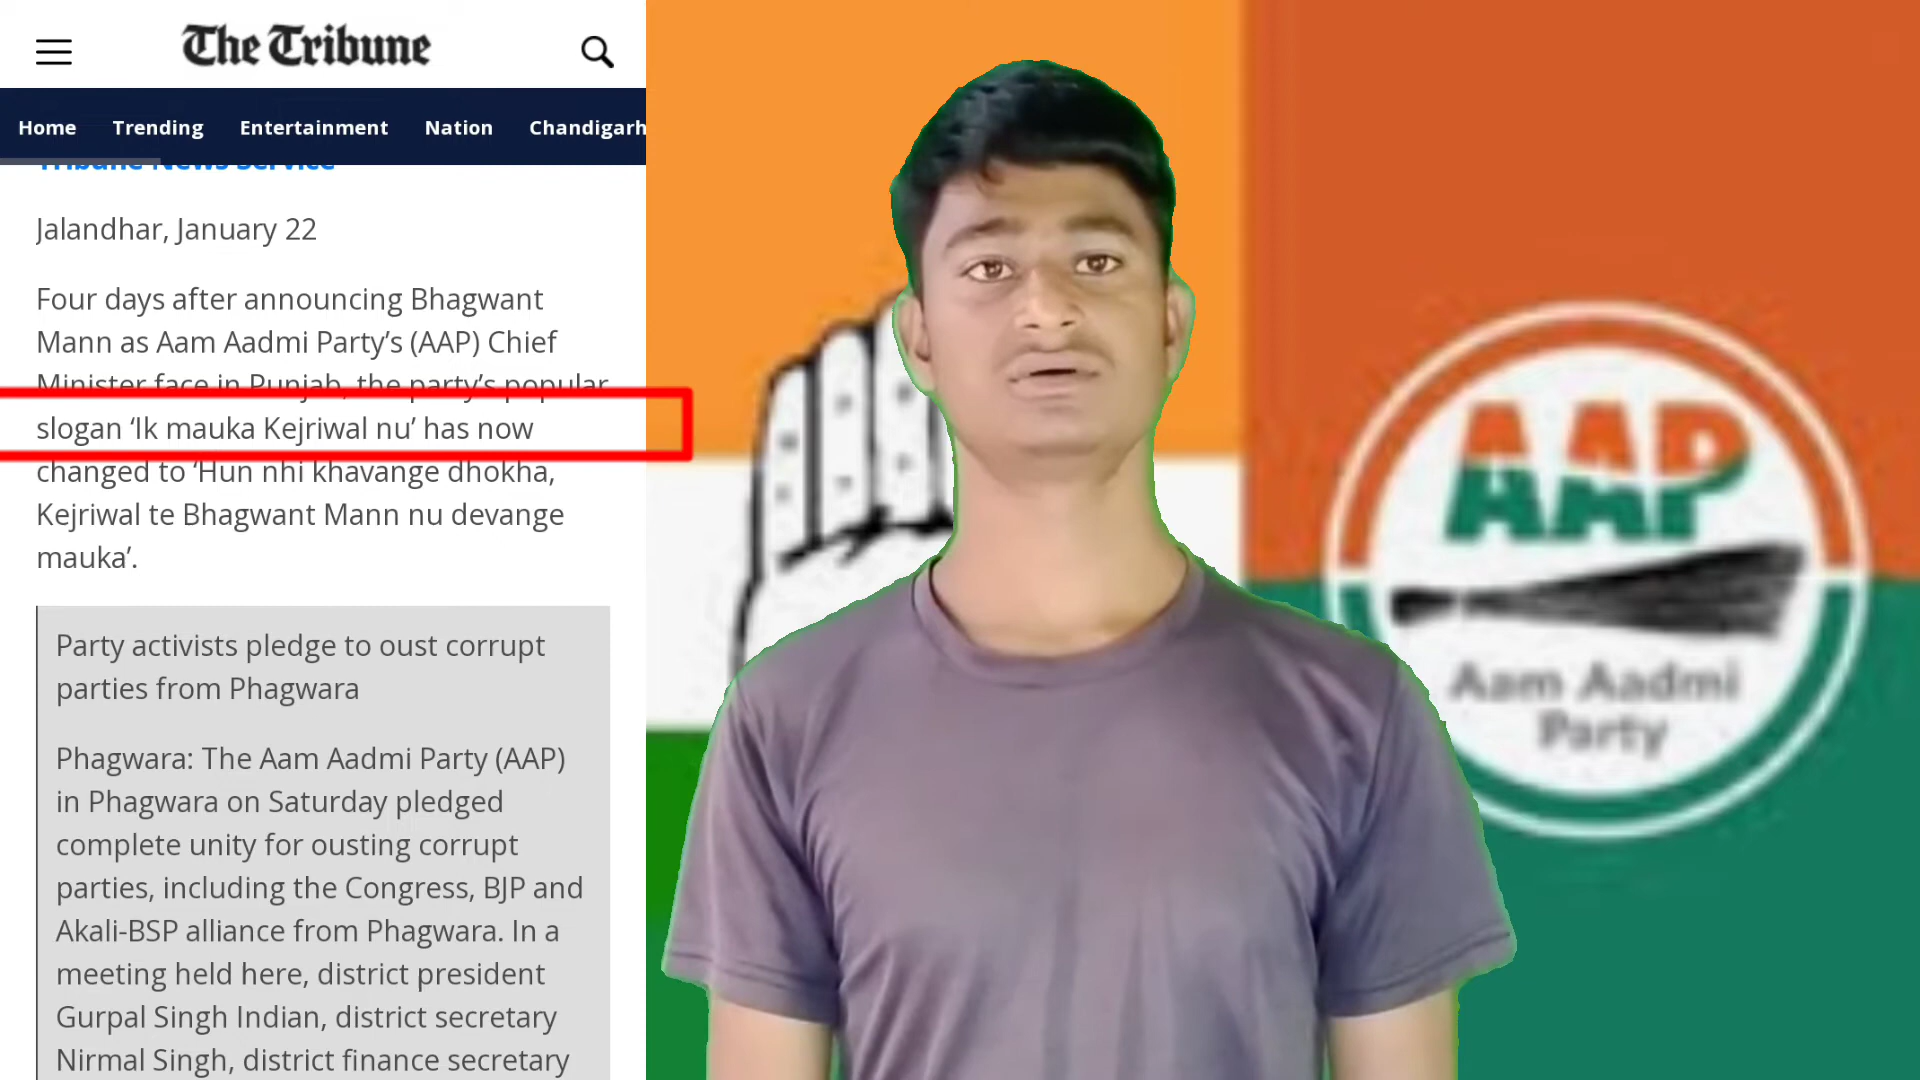 The Tribune
Home Trending Entertainment Nation Chandigarh
Tribune News Service
Jalandhar, January 22
Four days after announcing Bhagwant
Mann as Aam Aadmi Party’s (AAP) Chief
Minister face in Punjab, the party’s popular
slogan ‘Ik mauka Kejriwal nu’ has now
changed to ‘Hun nhi khavange dhokha,
Kejriwal te Bhagwant Mann nu devange
mauka’.
Party activists pledge to oust corrupt
parties from Phagwara
Phagwara: The Aam Aadmi Party (AAP)
in Phagwara on Saturday pledged
complete unity for ousting corrupt
parties, including the Congress, BJP and
Akali-BSP alliance from Phagwara. In a
meeting held here, district president
Gurpal Singh Indian, district secretary
Nirmal Singh, district finance secretary
AAP
Aam Aadmi
Party